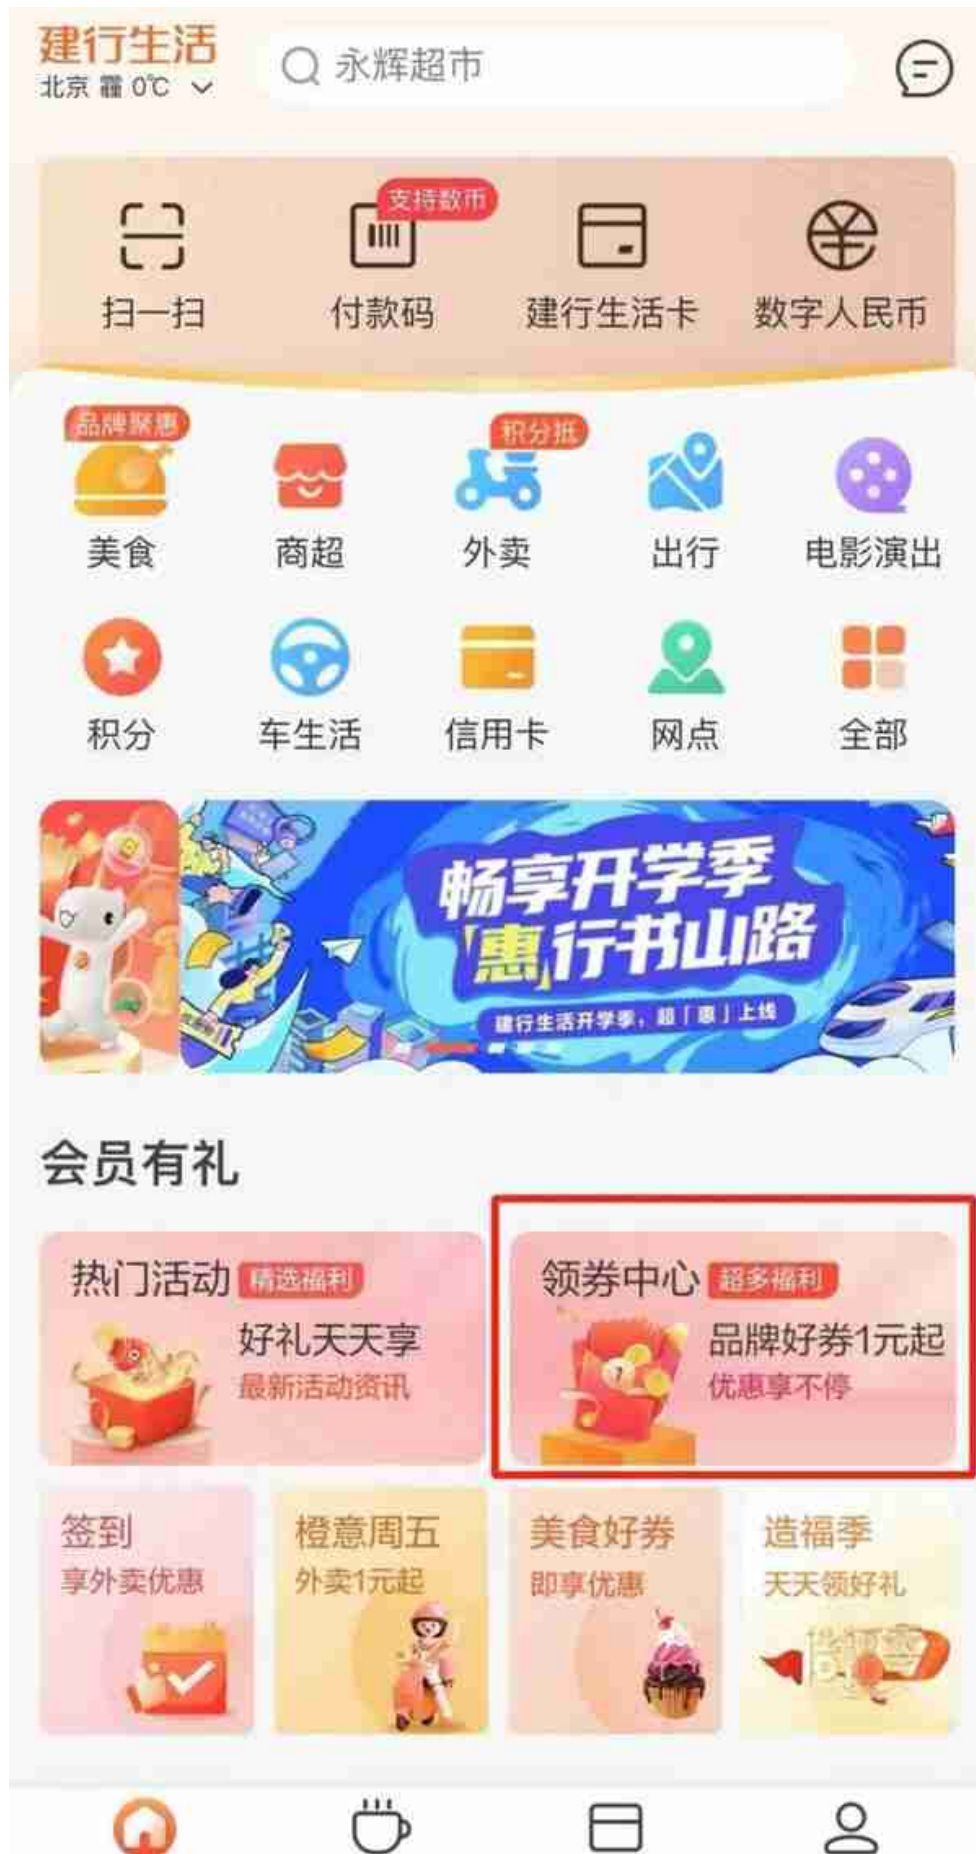 建行生活
北京 霾 0℃
永辉超市
支持数币
扫一扫
付款码
建行生活卡
数字人民币
品牌聚惠
积分抵
美食
商超
外卖
出行
电影演出
积分
车生活
信用卡
网点
全部
畅享开学季
「惠」行书山路
建行生活开学季，超「惠」上线
会员有礼
热门活动 精选福利
好礼天天享
最新活动资讯
领券中心 超多福利
品牌好券1元起
优惠享不停
签到
享外卖优惠
橙意周五
外卖1元起
美食好券
即享优惠
造福季
天天领好礼